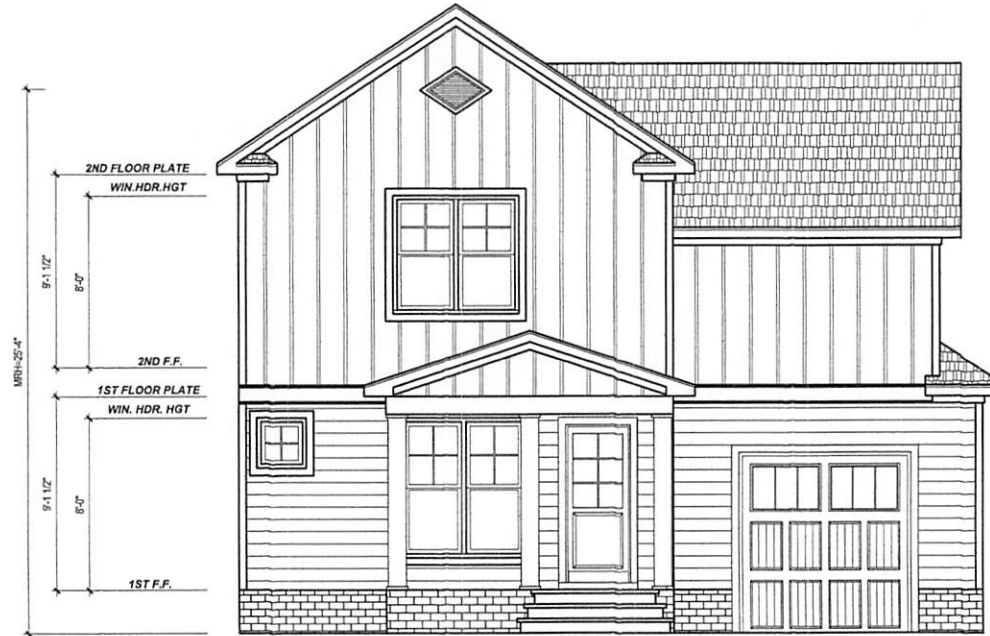 2ND FLOOR PLATE
WIN.HDR.HGT
9'-1 1/2"
8'-0"
MRH=25'-4"
2ND F.F.
1ST FLOOR PLATE
WIN. HDR. HGT
9'-1 1/2"
8'-0"
1ST F.F.